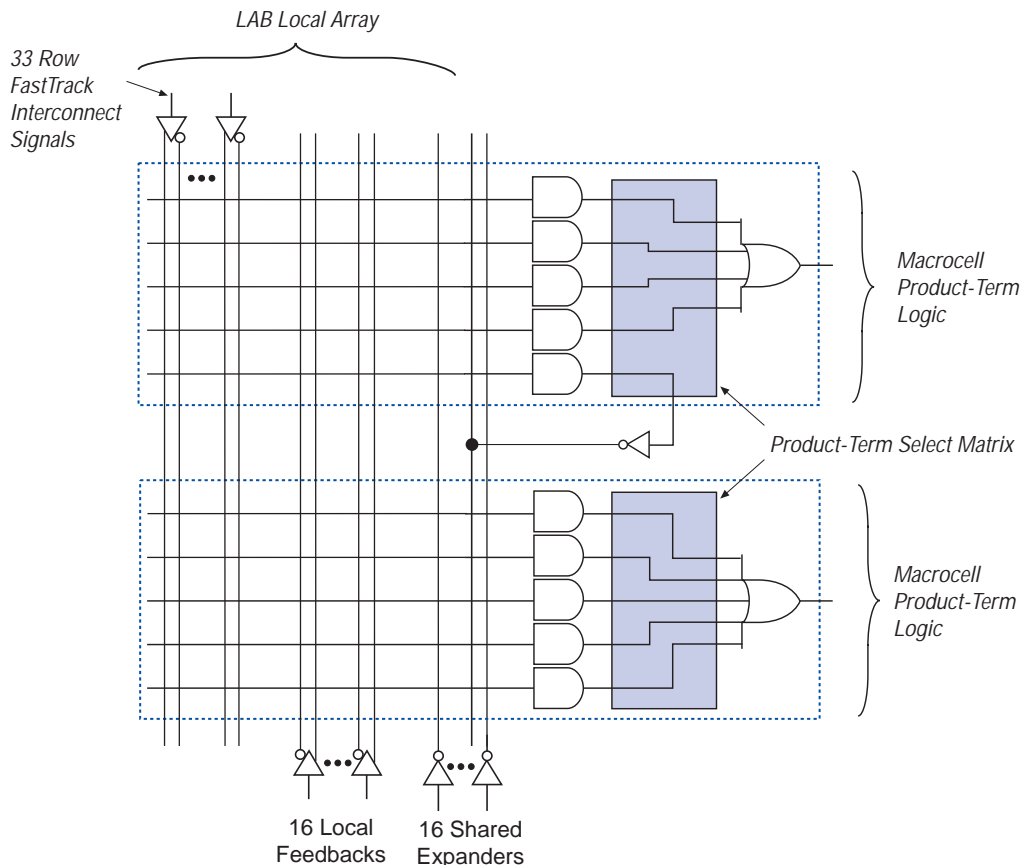 LAB Local Array
33 Row
FastTrack
Interconnect
Signals
Macrocell
Product-Term
Logic
Product-Term Select Matrix
Macrocell
Product-Term
Logic
16 Local
Feedbacks
16 Shared
Expanders